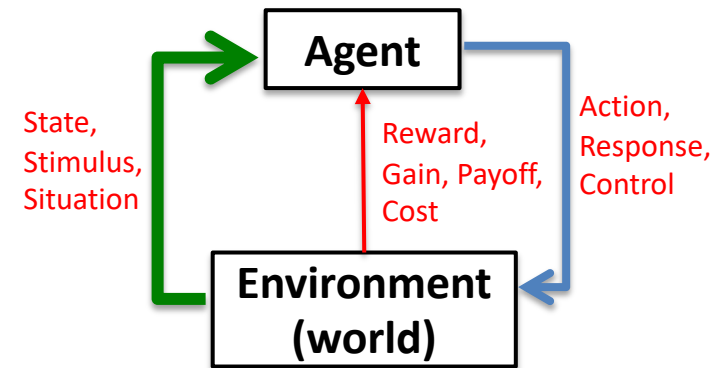 Agent
State,
Stimulus,
Situation
Reward,
Gain, Payoff,
Cost
Action,
Response,
Control
Environment
(world)